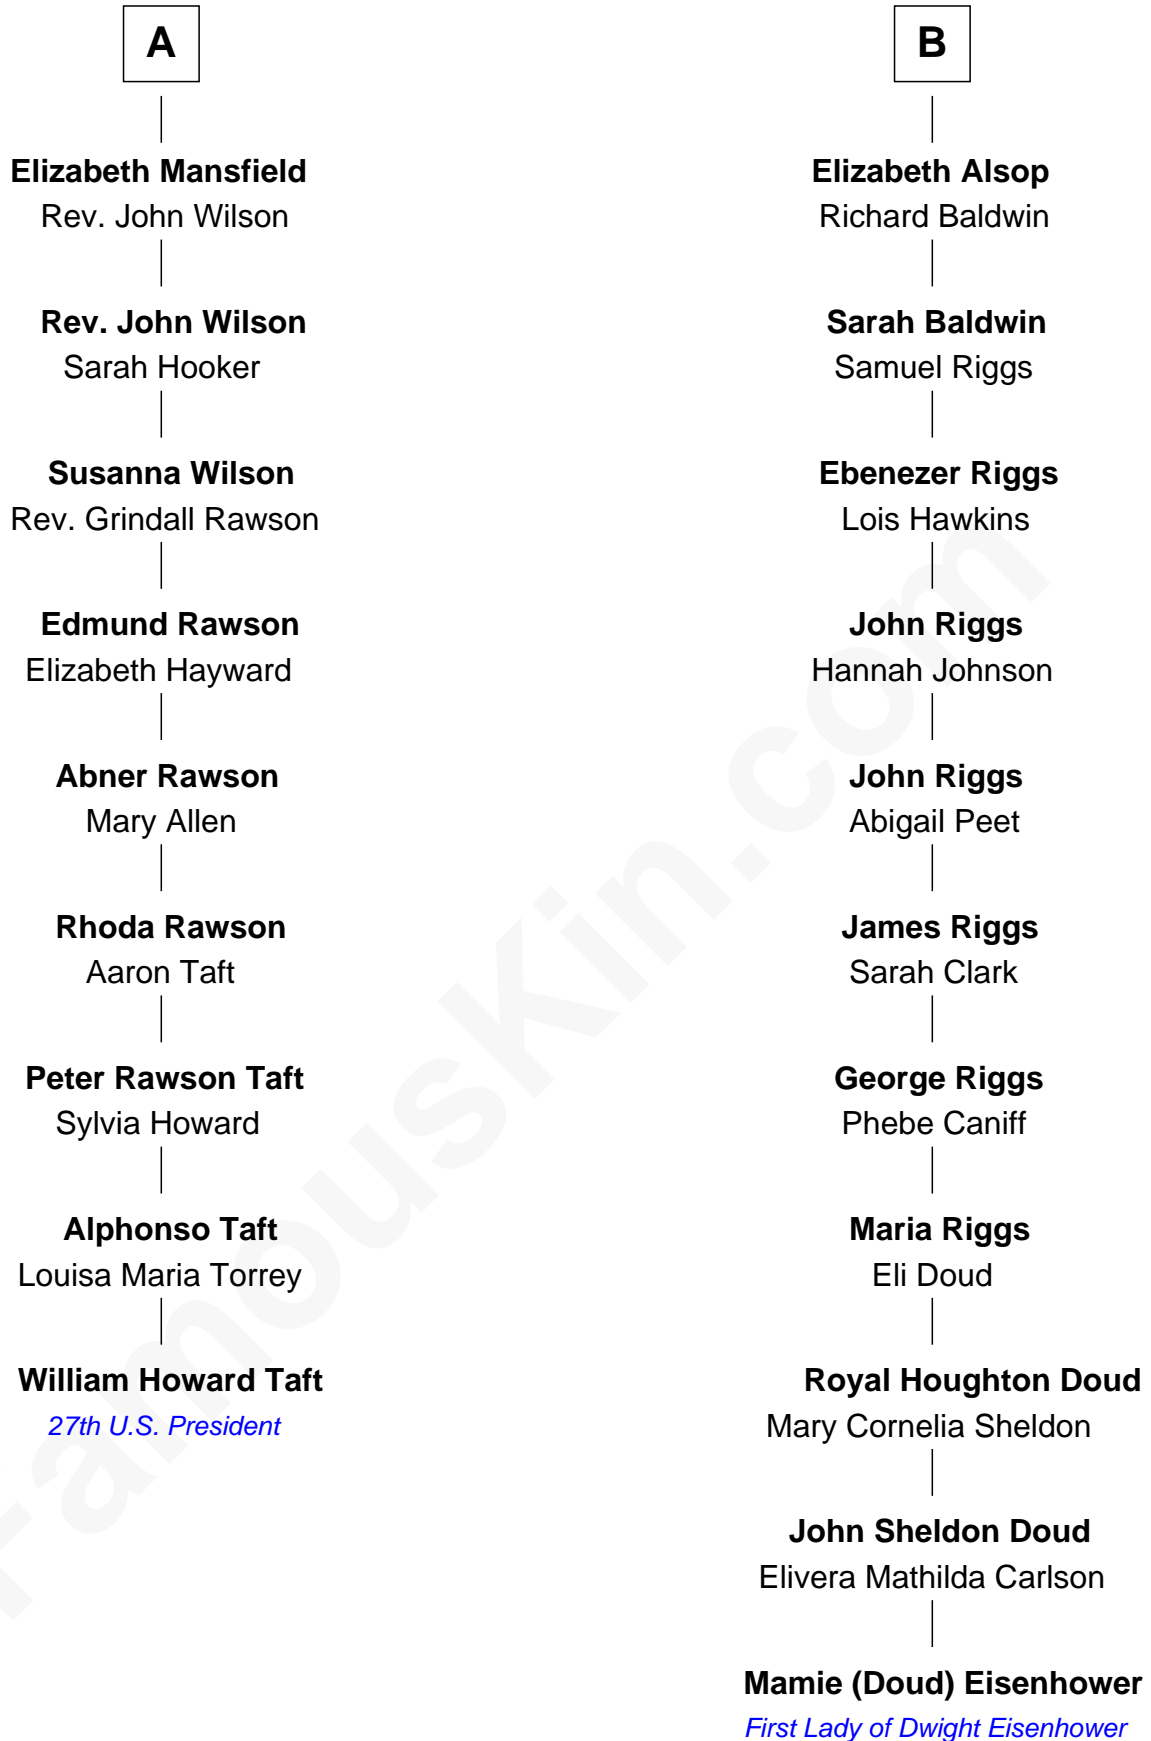 A
Elizabeth Mansfield
Rev. John Wilson
Rev. John Wilson
Sarah Hooker
Susanna Wilson
Rev. Grindall Rawson
Edmund Rawson
Elizabeth Hayward
Abner Rawson
Mary Allen
Rhoda Rawson
Aaron Taft
Peter Rawson Taft
Sylvia Howard
Alphonso Taft
Louisa Maria Torrey
William Howard Taft
27th U.S. President
B
Elizabeth Alsop
Richard Baldwin
Sarah Baldwin
Samuel Riggs
Ebenezer Riggs
Lois Hawkins
John Riggs
Hannah Johnson
John Riggs
Abigail Peet
James Riggs
Sarah Clark
George Riggs
Phebe Caniff
Maria Riggs
Eli Doud
Royal Houghton Doud
Mary Cornelia Sheldon
John Sheldon Doud
Elivera Mathilda Carlson
Mamie (Doud) Eisenhower
First Lady of Dwight Eisenhower
FamousKin.com